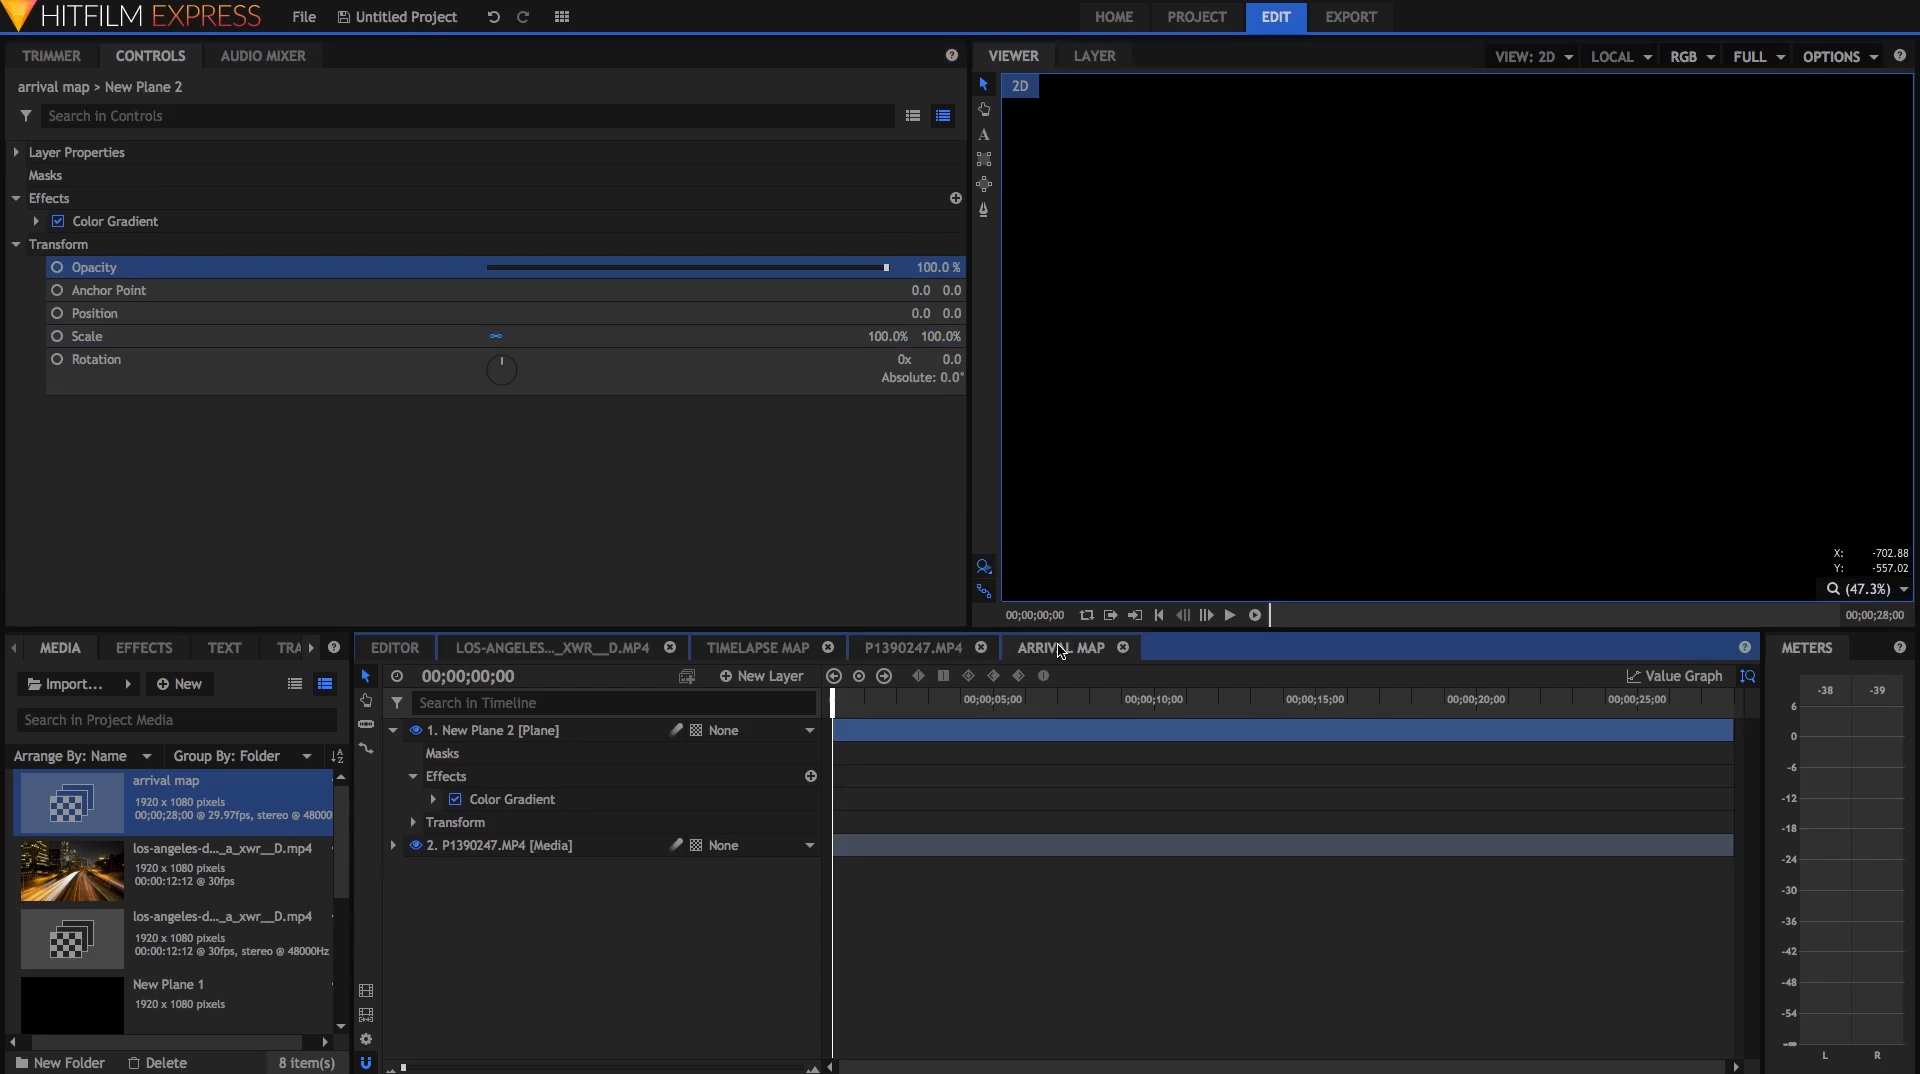 HITFILM EXPRESS
File
Untitled Project
HOME
PROJECT
EDIT
EXPORT
TRIMMER
CONTROLS
AUDIO MIXER
arrival map > New Plane 2
Search in Controls
Layer Properties
Masks
Effects
Color Gradient
Transform
Opacity 100.0 %
Anchor Point 0.0 0.0
Position 0.0 0.0
Scale 100.0% 100.0%
Rotation 0x 0.0
Absolute: 0.0°
VIEWER
LAYER
VIEW: 2D
LOCAL
RGB
FULL
OPTIONS
2D
X: -702.88
Y: -557.02
(47.3%)
00;00;00;00
00;00;28;00
MEDIA
EFFECTS
TEXT
TRA
Import...
New
Search in Project Media
Arrange By: Name
Group By: Folder
arrival map
1920 x 1080 pixels
00;00;28;00 @ 29.97fps, stereo @ 48000
los-angeles-d..._a_xwr__D.mp4
1920 x 1080 pixels
00:00:12:12 @ 30fps
los-angeles-d..._a_xwr__D.mp4
1920 x 1080 pixels
00:00:12:12 @ 30fps, stereo @ 48000Hz
New Plane 1
1920 x 1080 pixels
New Folder
Delete
8 item(s)
EDITOR
LOS-ANGELES..._XWR__D.MP4
TIMELAPSE MAP
P1390247.MP4
ARRIVAL MAP
00;00;00;00
New Layer
Value Graph
Search in Timeline
00;00;05;00
00;00;10;00
00;00;15;00
00;00;20;00
00;00;25;00
1. New Plane 2 [Plane]
None
Masks
Effects
Color Gradient
Transform
2. P1390247.MP4 [Media]
None
METERS
-38 -39
6
0
-6
-12
-18
-24
-30
-36
-42
-48
-54
-∞
L R